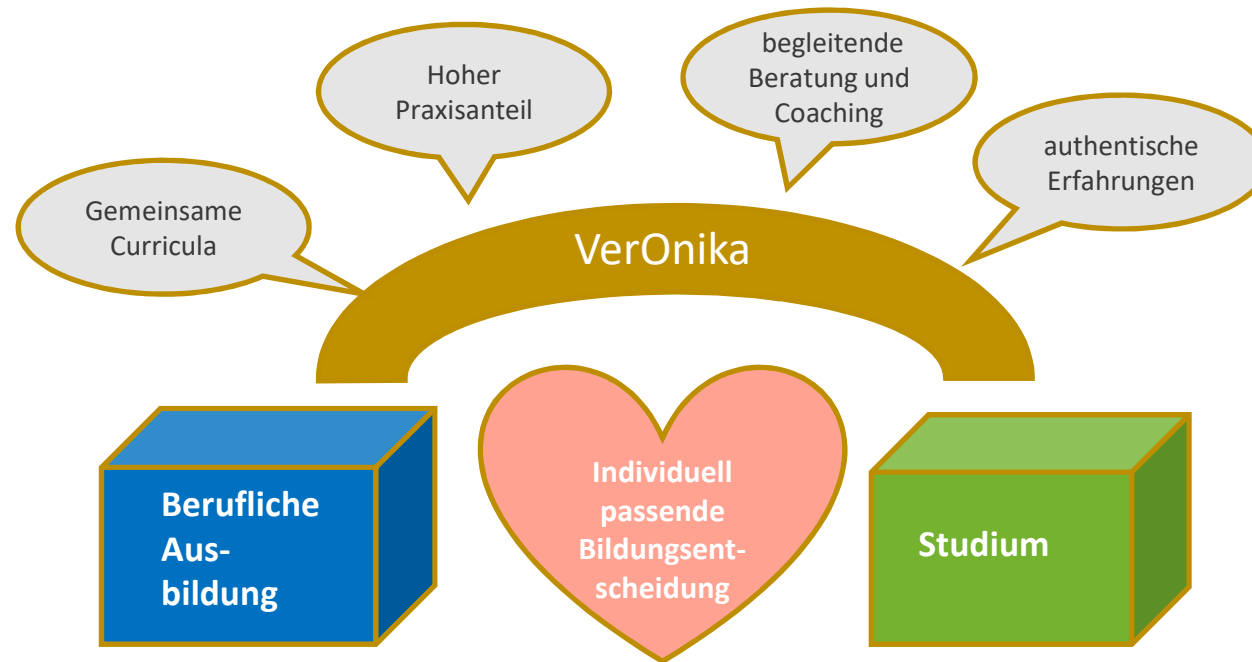 Hoher
Praxisanteil
begleitende
Beratung und
Coaching
authentische
Erfahrungen
Gemeinsame
Curricula
VerOnika
Berufliche
Aus-
bildung
Individuell
passende
Bildungsent-
scheidung
Studium